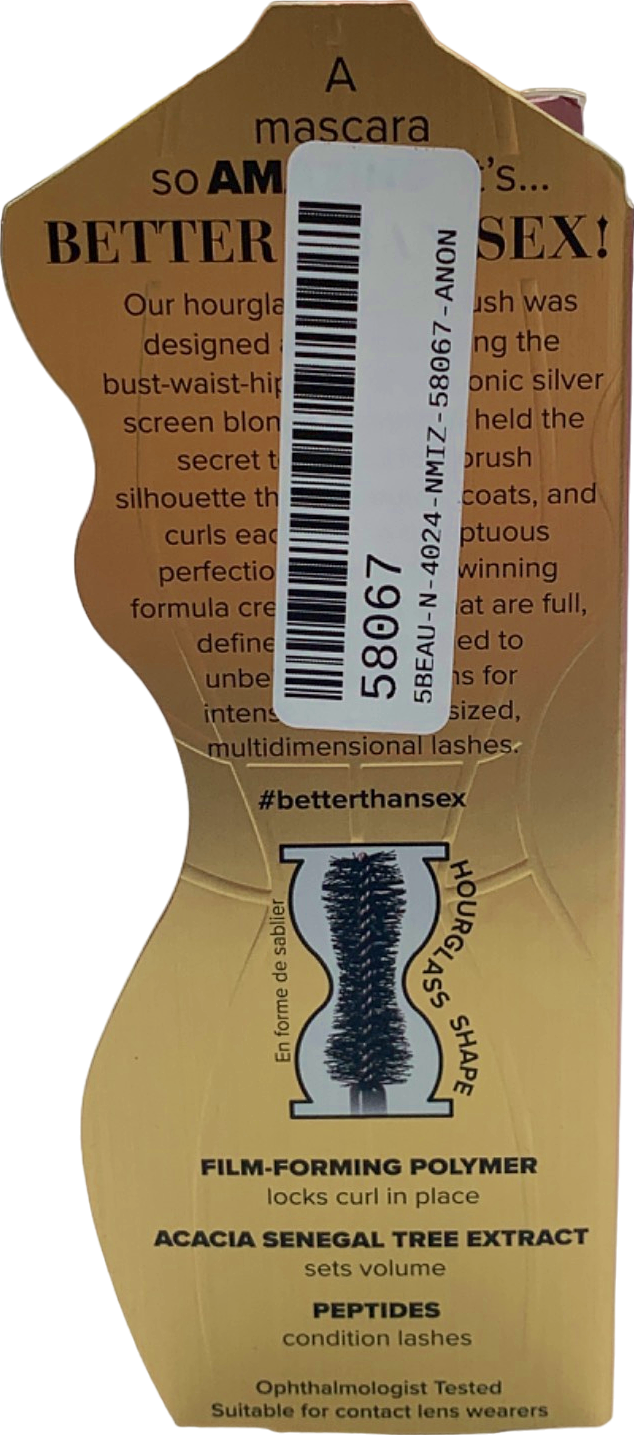 A
mascara
so AM 't's...
BETTER SEX!
Our hourgla ush was
designed ng the
bust-waist-hip onic silver
screen blon held the
secret t brush
silhouette th coats, and
curls eac ptuous
perfectio winning
formula cre at are full,
define ed to
unbe ns for
intens sized,
multidimensional lashes.
58067
5BEAU-N-4024-NMIZ-58067-ANON
#betterthansex
En forme de sablier
HOURGLASS SHAPE
FILM-FORMING POLYMER
locks curl in place
ACACIA SENEGAL TREE EXTRACT
sets volume
PEPTIDES
condition lashes
Ophthalmologist Tested
Suitable for contact lens wearers